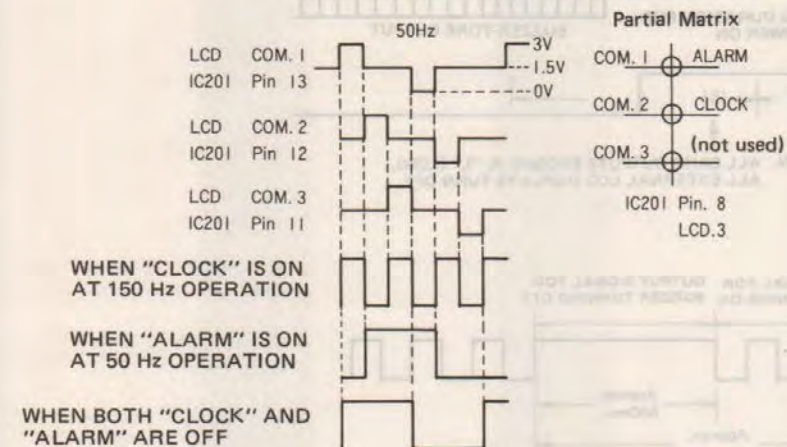 50Hz
LCD COM. 1
IC201 Pin 13
3V
1.5V
0V
LCD COM. 2
IC201 Pin 12
LCD COM. 3
IC201 Pin 11
WHEN "CLOCK" IS ON
AT 150 Hz OPERATION
WHEN "ALARM" IS ON
AT 50 Hz OPERATION
WHEN BOTH "CLOCK" AND
"ALARM" ARE OFF
Partial Matrix
COM. 1 ALARM
COM. 2 CLOCK
COM. 3 (not used)
IC201 Pin. 8
LCD.3